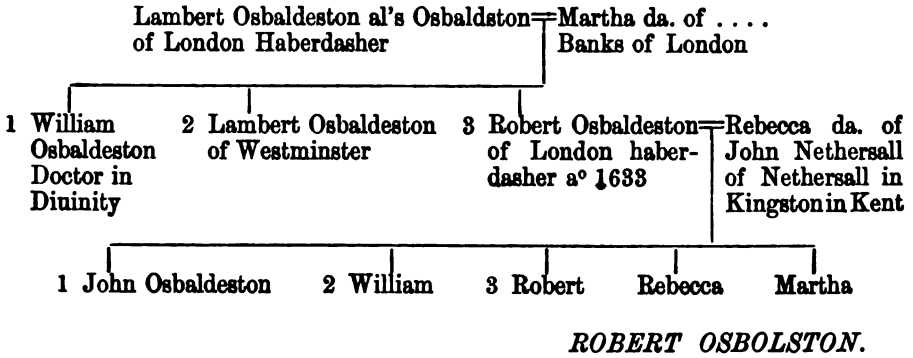 Lambert Osbaldeston al's Osbaldston=Martha da. of ....
of London Haberdasher Banks of London
1 William 2 Lambert Osbaldeston 3 Robert Osbaldeston=Rebecca da. of
Osbaldeston of Westminster of London haber- John Nethersall
Doctor in dasher aº 1633 of Nethersall in
Diuinity Kingston in Kent
1 John Osbaldeston 2 William 3 Robert Rebecca Martha
ROBERT OSBOLSTON.